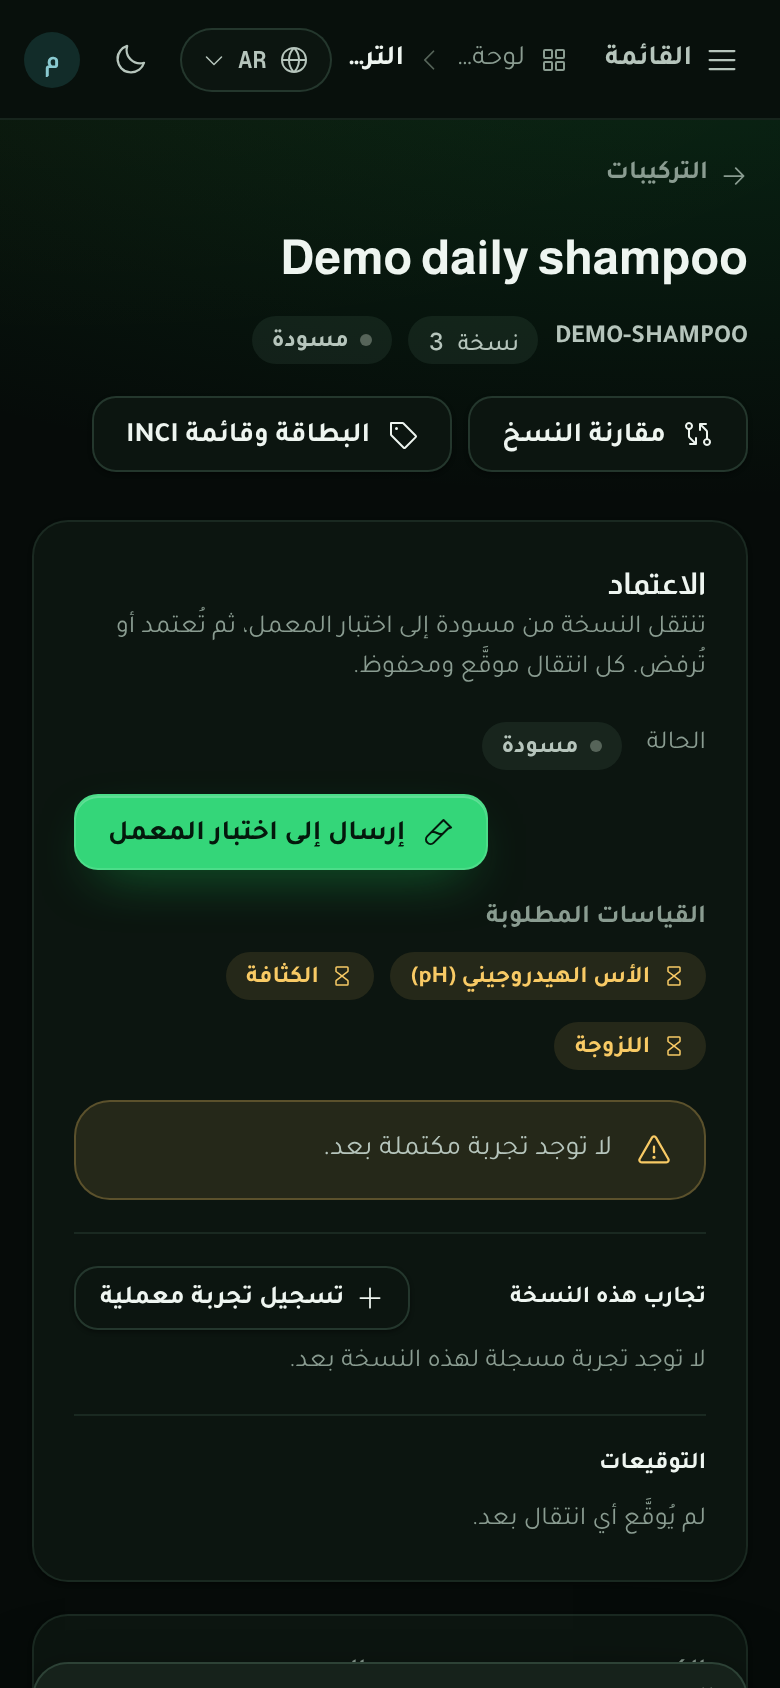 القائمة
لوحة...
التر...
AR
م
التركيبات
Demo daily shampoo
DEMO-SHAMPOO
نسخة 3
مسودة
مقارنة النسخ
البطاقة وقائمة INCI
الاعتماد
تنتقل النسخة من مسودة إلى اختبار المعمل، ثم تُعتمد أو
تُرفض. كل انتقال موقَّع ومحفوظ.
الحالة
مسودة
إرسال إلى اختبار المعمل
القياسات المطلوبة
الأس الهيدروجيني (pH)
الكثافة
اللزوجة
لا توجد تجربة مكتملة بعد.
تجارب هذه النسخة
تسجيل تجربة معملية
لا توجد تجربة مسجلة لهذه النسخة بعد.
التوقيعات
لم يُوقَّع أي انتقال بعد.